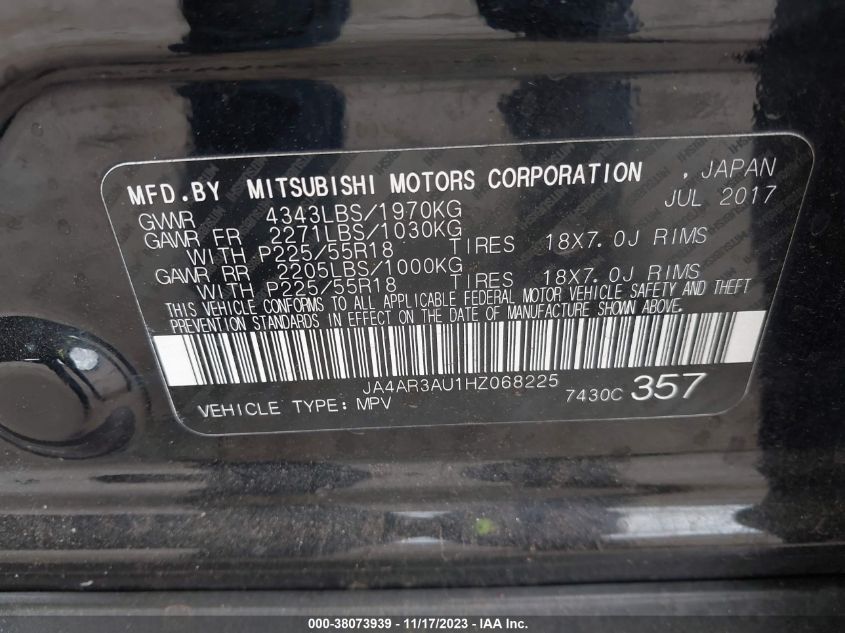 MFD.BY MITSUBISHI MOTORS CORPORATION , JAPAN
JUL 2017
GWWR 4343LBS/1970KG
GAWR FR 2271LBS/1030KG
WITH P225/55R18 TIRES 18X7.0J RIMS
GAWR RR 2205LBS/1000KG
WITH P225/55R18 TIRES 18X7.0J RIMS
THIS VEHICLE CONFORMS TO ALL APPLICABLE FEDERAL MOTOR VEHICLE SAFETY AND THEFT
PREVENTION STANDARDS IN EFFECT ON THE DATE OF MANUFACTURE SHOWN ABOVE.
JA4AR3AU1HZ068225
VEHICLE TYPE: MPV 7430C 357
000-38073939 - 11/17/2023 - IAA Inc.